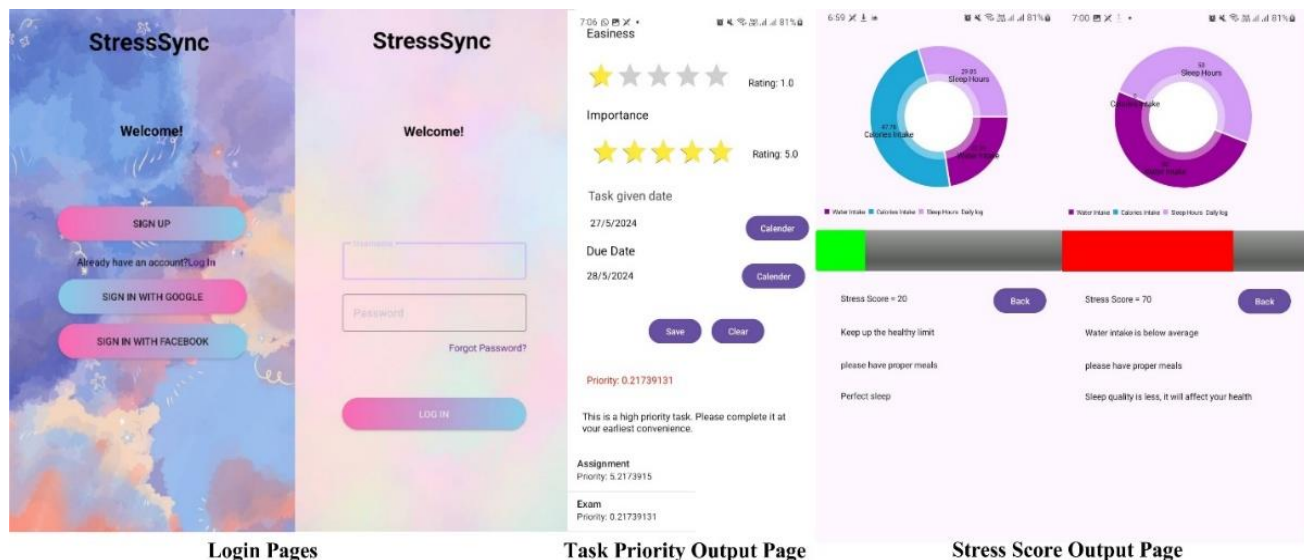 StressSync
Welcome!
SIGN UP
Already have an account?Log In
SIGN IN WITH GOOGLE
SIGN IN WITH FACEBOOK
StressSync
Welcome!
Username
Password
Forgot Password?
LOG IN
7:06
81%
Easiness
Rating: 1.0
Importance
Rating: 5.0
Task given date
27/5/2024
Calender
Due Date
28/5/2024
Calender
Save
Clear
Priority: 0.21739131
This is a high priority task. Please complete it at
your earliest convenience.
Assignment
Priority: 5.2173915
Exam
Priority: 0.21739131
6:59
81%
29.85
Sleep Hours
Calories Intake
Water Intake
Water Intake Calories Intake Sleep Hours Daily log
Stress Score = 20
Back
Keep up the healthy limit
please have proper meals
Perfect sleep
7:00
81%
Sleep Hours
Calories Intake
Water Intake
Water Intake Calories Intake Sleep Hours Daily log
Stress Score = 70
Back
Water intake is below average
please have proper meals
Sleep quality is less, it will affect your health
Login Pages
Task Priority Output Page
Stress Score Output Page